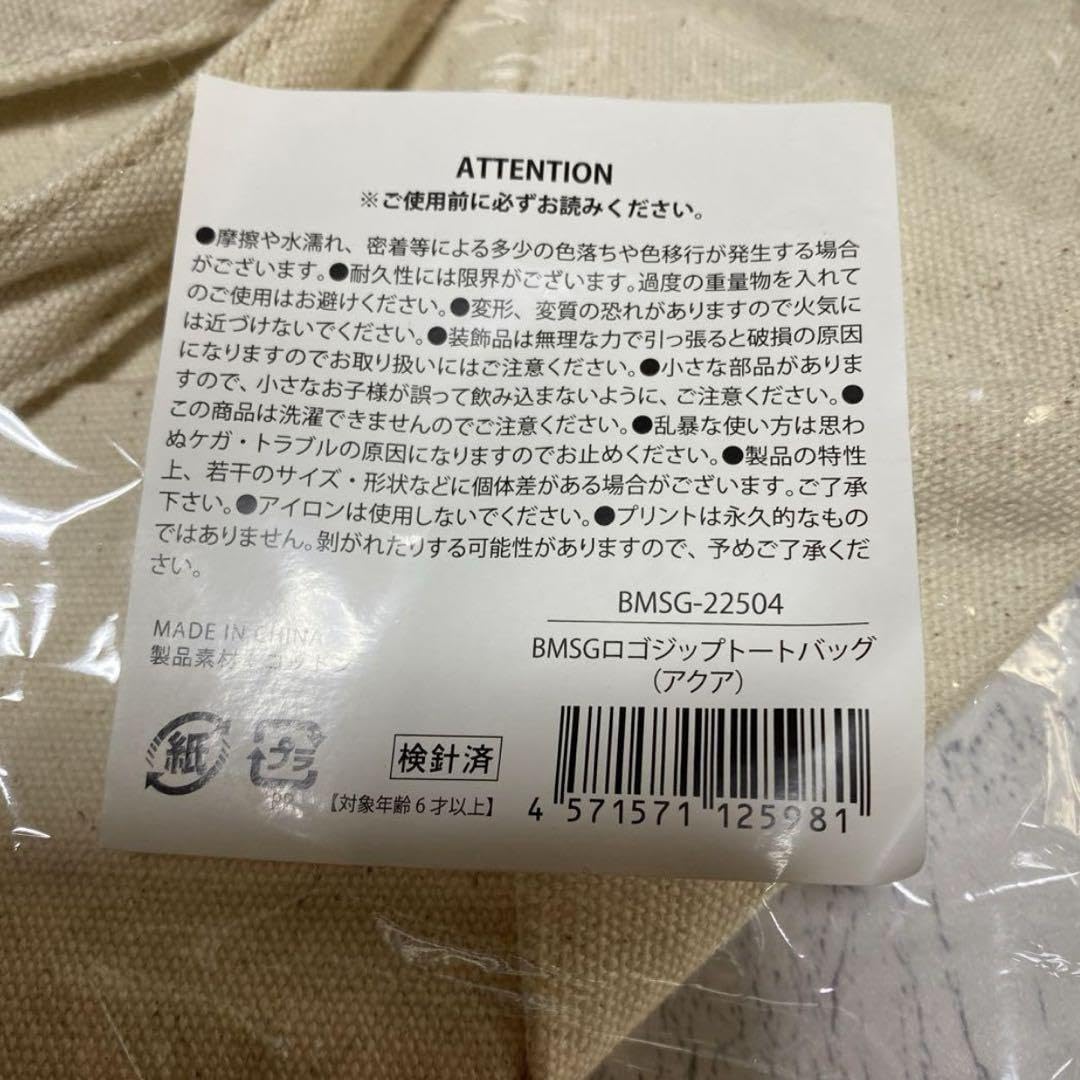 ATTENTION
※ご使用前に必ずお読みください。
●摩擦や水濡れ、密着等による多少の色落ちや色移行が発生する場合
がございます。●耐久性には限界がございます。過度の重量物を入れて
のご使用はお避けください。●変形、変質の恐れがありますので火気に
は近づけないでください。●装飾品は無理な力で引っ張ると破損の原因
になりますのでお取り扱いにはご注意ください。●小さな部品がありま
すので、小さなお子様が誤って飲み込まないように、ご注意ください。●
この商品は洗濯できませんのでご注意ください。●乱暴な使い方は思わ
ぬケガ・トラブルの原因になりますのでお止めください。●製品の特性
上、若干のサイズ・形状などに個体差がある場合がございます。ご了承
下さい。●アイロンは使用しないでください。●プリントは永久的なもの
ではありません。剝がれたりする可能性がありますので、予めご了承くだ
さい。
BMSG-22504
MADE IN CHINA
製品素材:コットン
BMSGロゴジップトートバッグ
（アクア）
紙
プラ
検針済
【対象年齢6才以上】
4 571571 125981